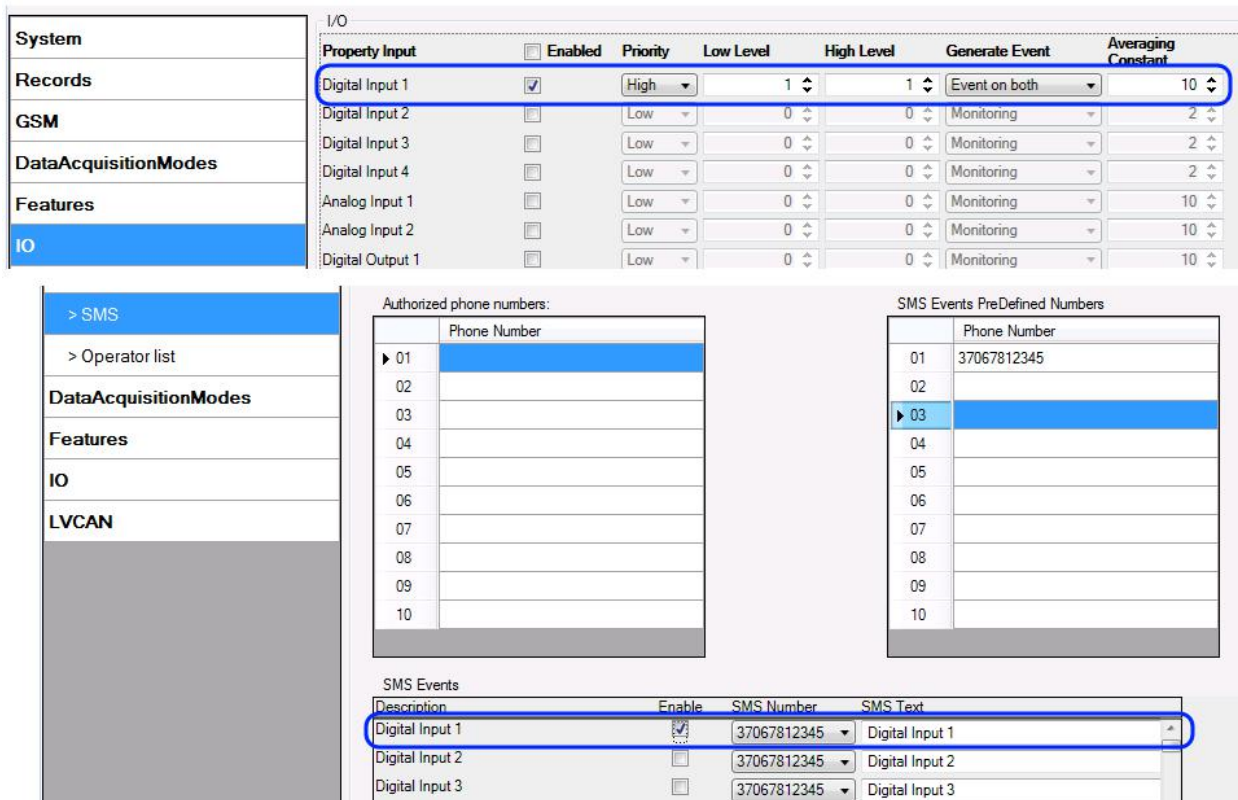 System
Records
GSM
DataAcquisitionModes
Features
IO
I/O
Property Input Enabled Priority Low Level High Level Generate Event Averaging Constant
Digital Input 1 High 1 1 Event on both 10
Digital Input 2 Low 0 0 Monitoring 2
Digital Input 3 Low 0 0 Monitoring 2
Digital Input 4 Low 0 0 Monitoring 2
Analog Input 1 Low 0 0 Monitoring 10
Analog Input 2 Low 0 0 Monitoring 10
Digital Output 1 Low 0 0 Monitoring 10
> SMS
> Operator list
DataAcquisitionModes
Features
IO
LVCAN
Authorized phone numbers:
Phone Number
01
02
03
04
05
06
07
08
09
10
SMS Events PreDefined Numbers
Phone Number
01 37067812345
02
03
04
05
06
07
08
09
10
SMS Events
Description Enable SMS Number SMS Text
Digital Input 1 37067812345 Digital Input 1
Digital Input 2 37067812345 Digital Input 2
Digital Input 3 37067812345 Digital Input 3